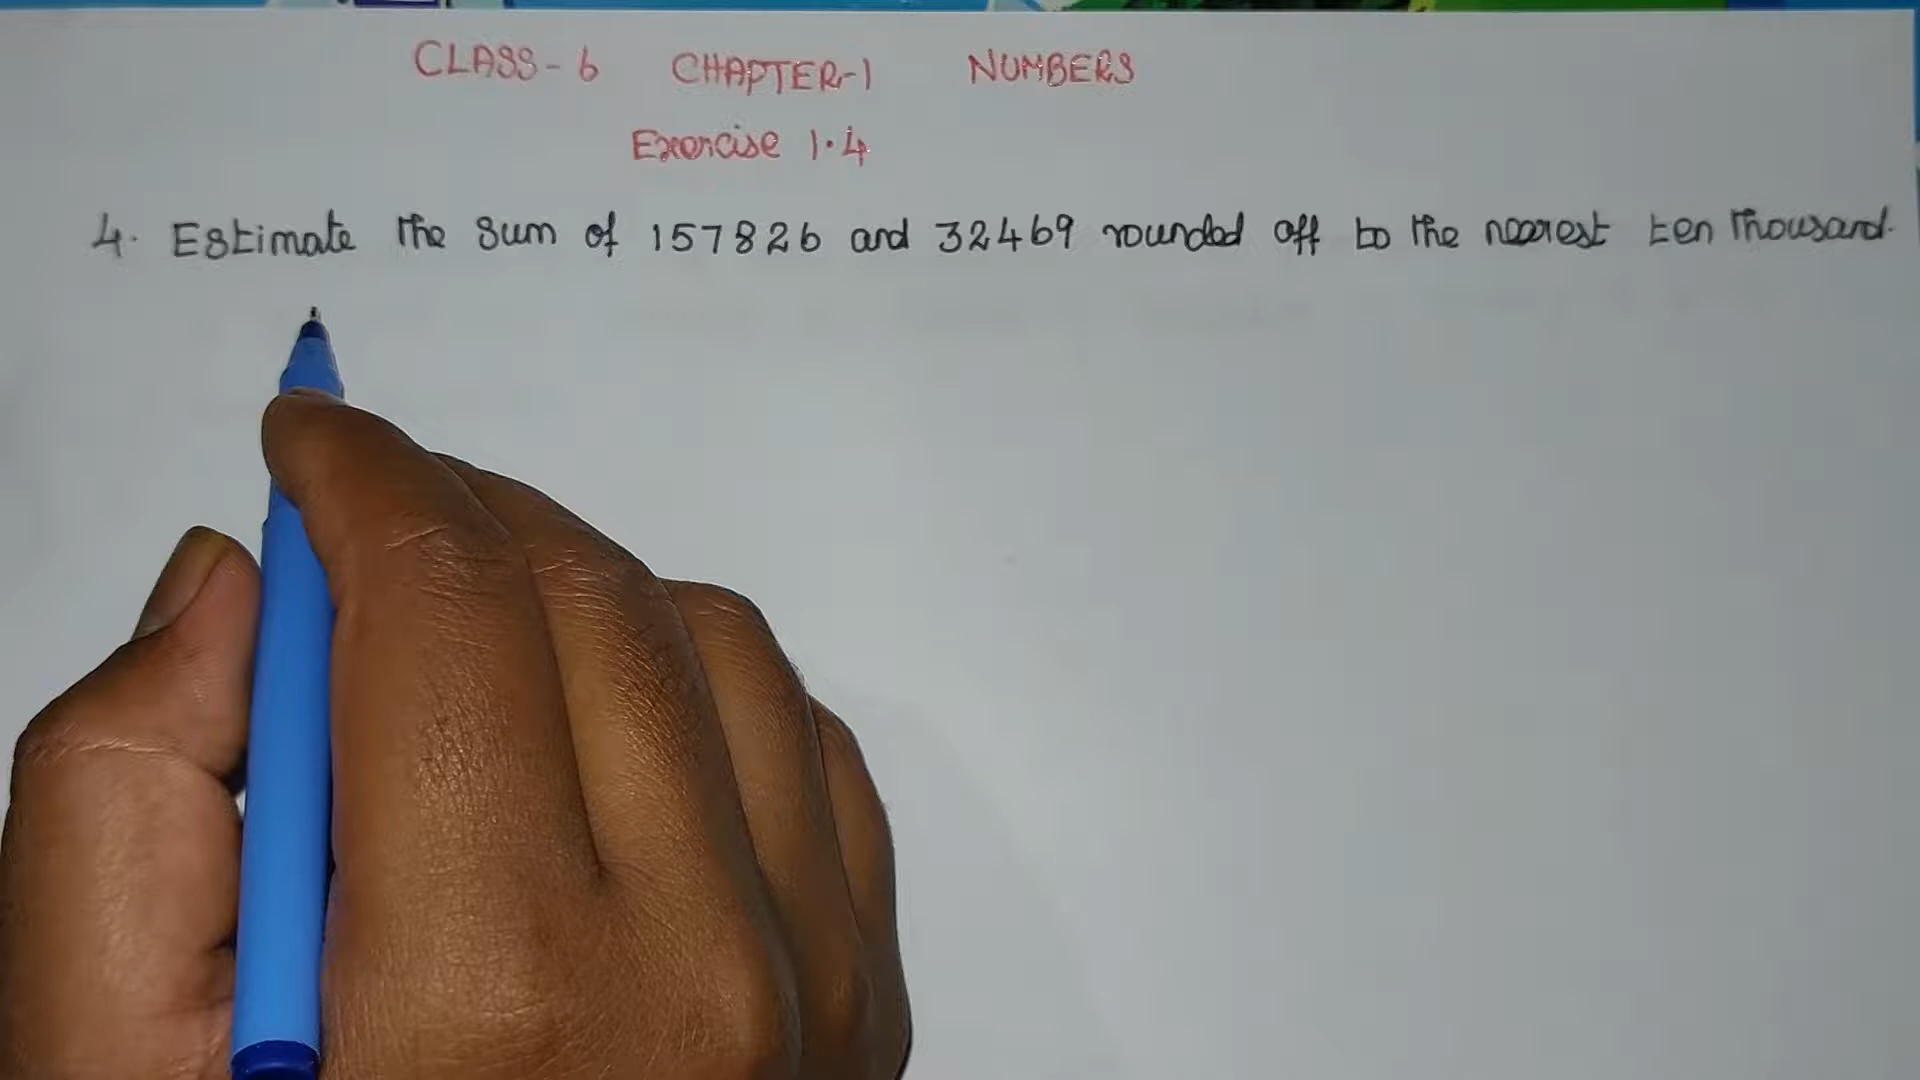 CLASS - 6 CHAPTER-1 NUMBERS
Exercise 1.4
4. Estimate the sum of 157826 and 32469 rounded off to the nearest ten thousand.